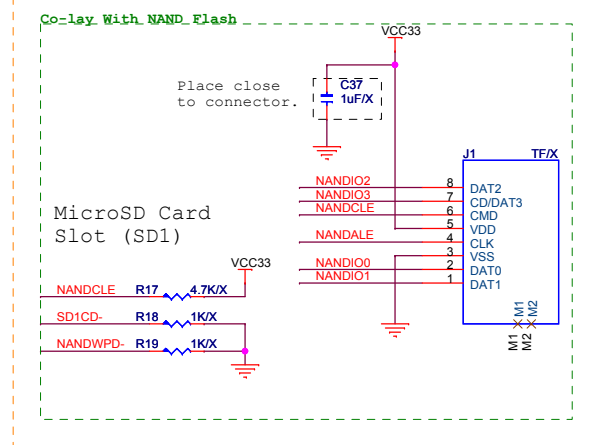 Co-lay With NAND Flash
VCC33
Place close
to connector.
C37
1uF/X
J1 TF/X
NANDIO2 8 DAT2
NANDIO3 7 CD/DAT3
NANDCLE 6 CMD
5 VDD
NANDALE 4 CLK
3 VSS
NANDIO0 2 DAT0
NANDIO1 1 DAT1
MicroSD Card
Slot (SD1)
VCC33
NANDCLE R17 4.7K/X
SD1CD- R18 1K/X
NANDWPD- R19 1K/X
M1
M2
M1
M2